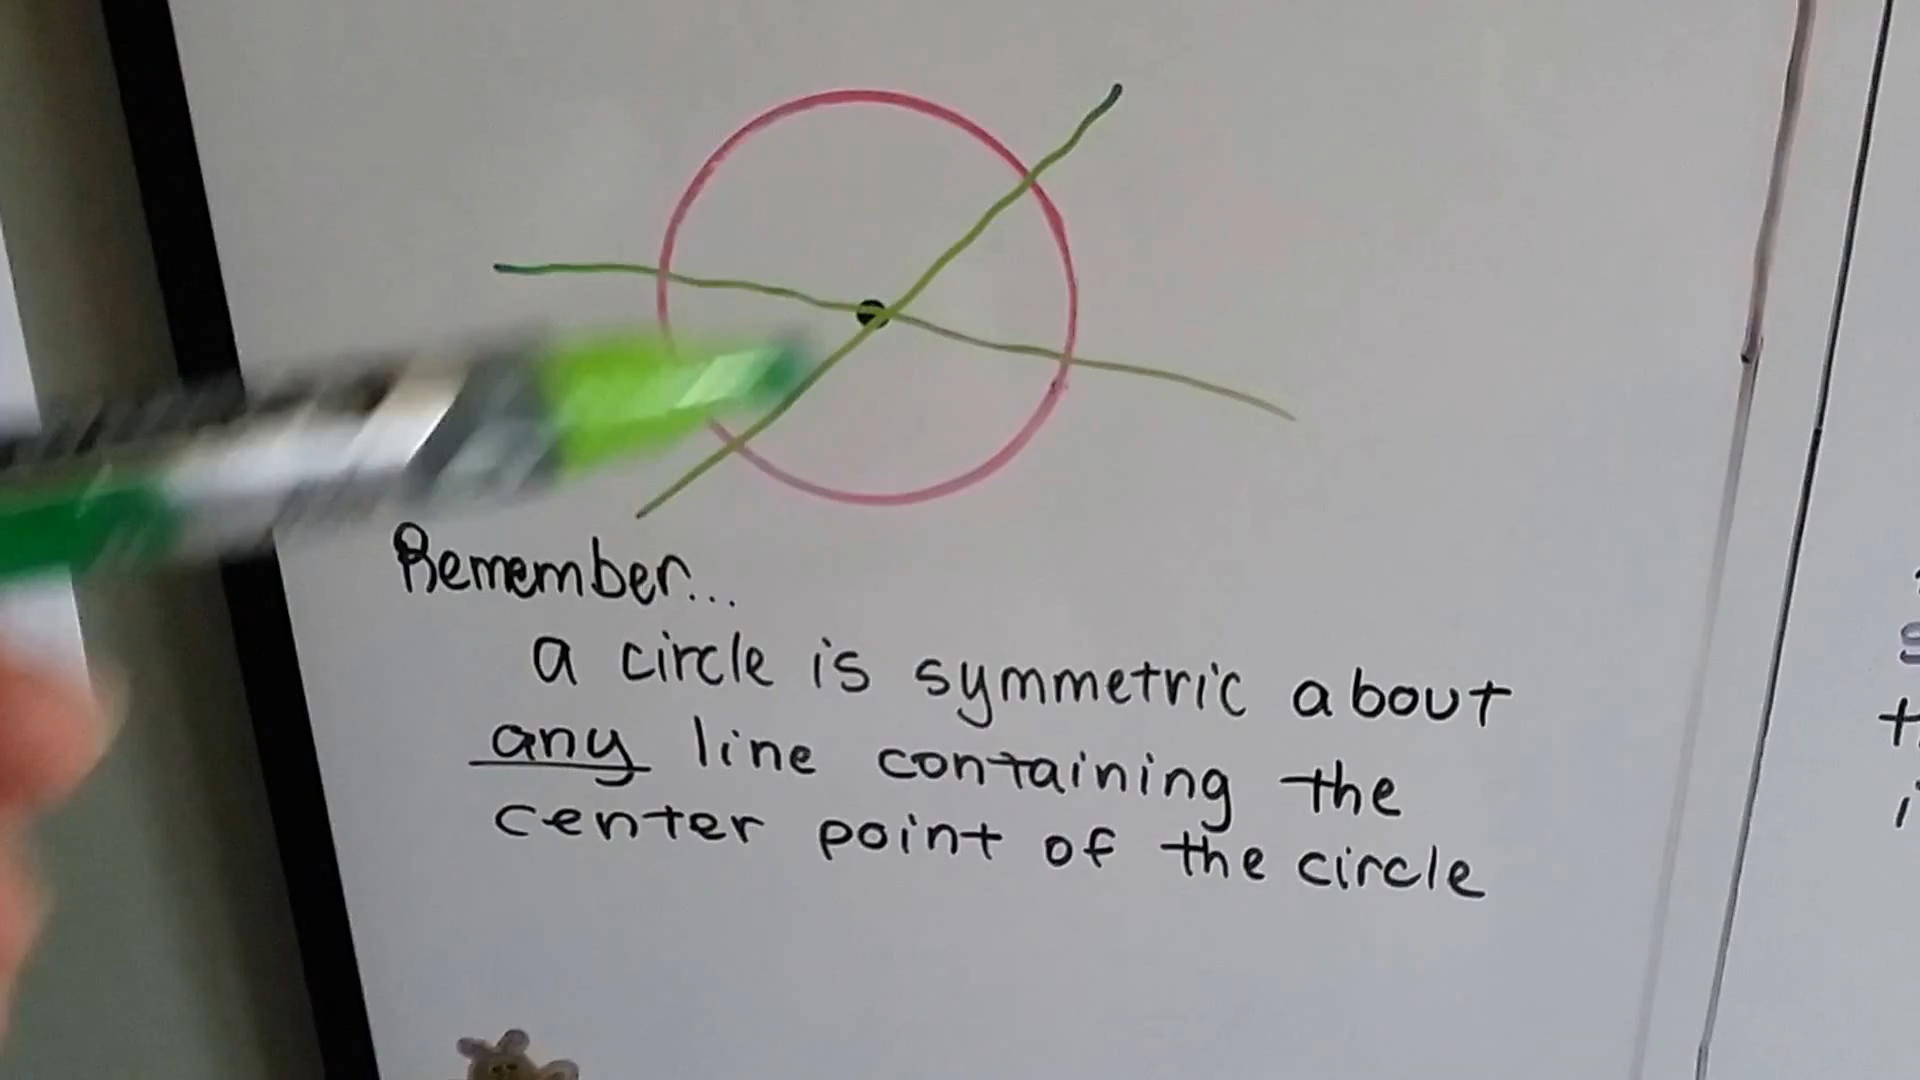 Remember...
a circle is symmetric about
any line containing the
center point of the circle